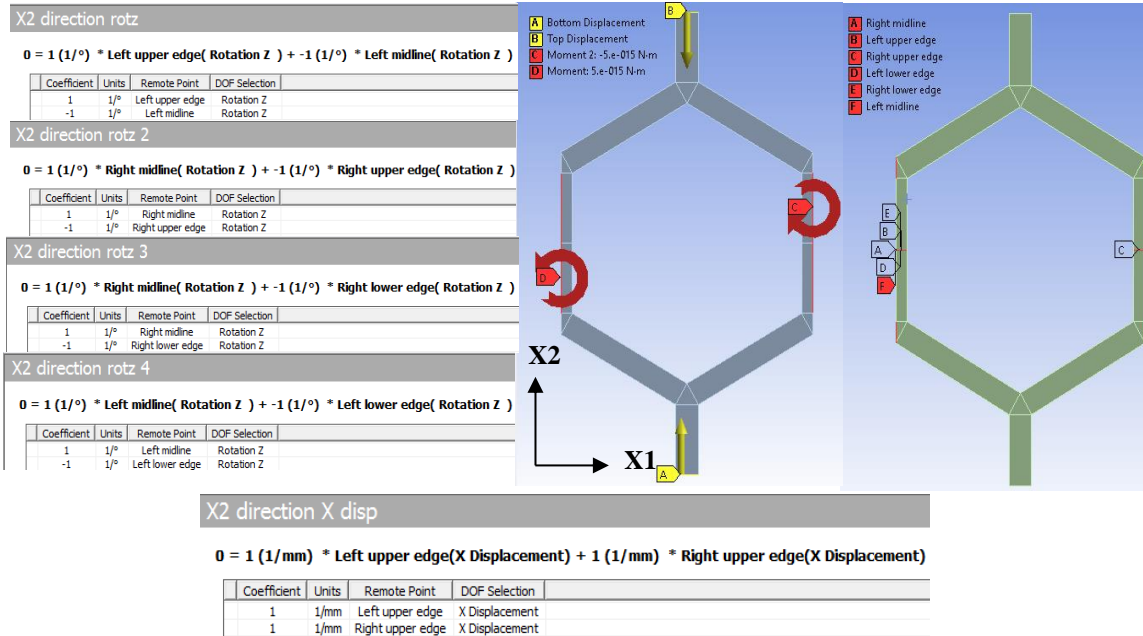 X2 direction rotz
0 = 1 (1/°) * Left upper edge( Rotation Z ) + -1 (1/°) * Left midline( Rotation Z )
Coefficient Units Remote Point DOF Selection
1 1/° Left upper edge Rotation Z
-1 1/° Left midline Rotation Z
X2 direction rotz 2
0 = 1 (1/°) * Right midline( Rotation Z ) + -1 (1/°) * Right upper edge( Rotation Z )
Coefficient Units Remote Point DOF Selection
1 1/° Right midline Rotation Z
-1 1/° Right upper edge Rotation Z
X2 direction rotz 3
0 = 1 (1/°) * Right midline( Rotation Z ) + -1 (1/°) * Right lower edge( Rotation Z )
Coefficient Units Remote Point DOF Selection
1 1/° Right midline Rotation Z
-1 1/° Right lower edge Rotation Z
X2 direction rotz 4
0 = 1 (1/°) * Left midline( Rotation Z ) + -1 (1/°) * Left lower edge( Rotation Z )
Coefficient Units Remote Point DOF Selection
1 1/° Left midline Rotation Z
-1 1/° Left lower edge Rotation Z
A Bottom Displacement
B Top Displacement
C Moment 2: -5.e-015 N·m
D Moment: 5.e-015 N·m
B
C
D
A
X2
X1
A Right midline
B Left upper edge
C Right upper edge
D Left lower edge
E Right lower edge
F Left midline
E
B
A
D
F
C
X2 direction X disp
0 = 1 (1/mm) * Left upper edge(X Displacement) + 1 (1/mm) * Right upper edge(X Displacement)
Coefficient Units Remote Point DOF Selection
1 1/mm Left upper edge X Displacement
1 1/mm Right upper edge X Displacement